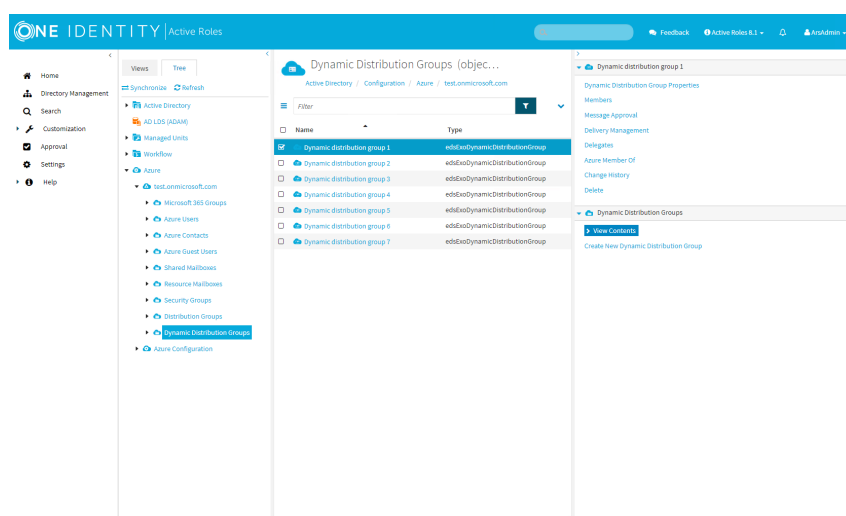 ONE IDENTITY Active Roles
Feedback
Active Roles 8.1
ArsAdmin
Home
Directory Management
Search
Customization
Approval
Settings
Help
Views Tree
Synchronize Refresh
Active Directory
AD LDS (ADAM)
Managed Units
Workflow
Azure
test.onmicrosoft.com
Microsoft 365 Groups
Azure Users
Azure Contacts
Azure Guest Users
Shared Mailboxes
Resource Mailboxes
Security Groups
Distribution Groups
Dynamic Distribution Groups
Azure Configuration
Dynamic Distribution Groups (objec...
Active Directory / Configuration / Azure / test.onmicrosoft.com
Filter
Name Type
Dynamic distribution group 1 edsExoDynamicDistributionGroup
Dynamic distribution group 2 edsExoDynamicDistributionGroup
Dynamic distribution group 3 edsExoDynamicDistributionGroup
Dynamic distribution group 4 edsExoDynamicDistributionGroup
Dynamic distribution group 5 edsExoDynamicDistributionGroup
Dynamic distribution group 6 edsExoDynamicDistributionGroup
Dynamic distribution group 7 edsExoDynamicDistributionGroup
Dynamic distribution group 1
Dynamic Distribution Group Properties
Members
Message Approval
Delivery Management
Delegates
Azure Member Of
Change History
Delete
Dynamic Distribution Groups
View Contents
Create New Dynamic Distribution Group